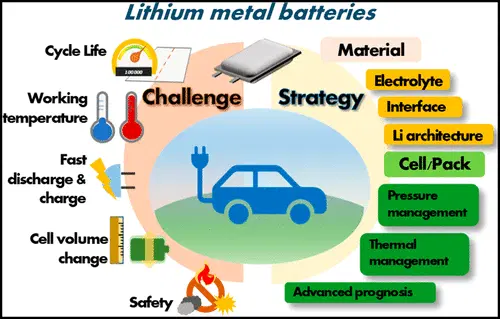 Lithium metal batteries
Cycle Life
100000
Working
temperature
Fast
discharge &
charge
Cell volume
change
Safety
Challenge
Strategy
Material
Electrolyte
Interface
Li architecture
Cell/Pack
Pressure
management
Thermal
management
Advanced prognosis